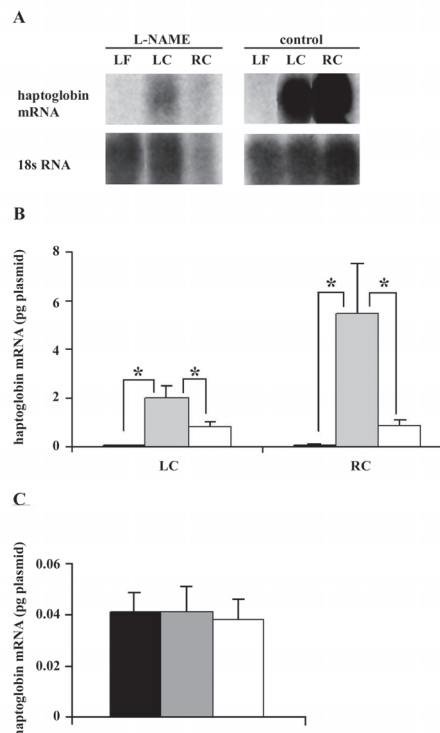 A
L-NAME control
LF LC RC LF LC RC
haptoglobin
mRNA
18s RNA
B
haptoglobin mRNA (pg plasmid)
8
6
4
2
0
* * * *
LC RC
C
haptoglobin mRNA (pg plasmid)
0.06
0.04
0.02
0